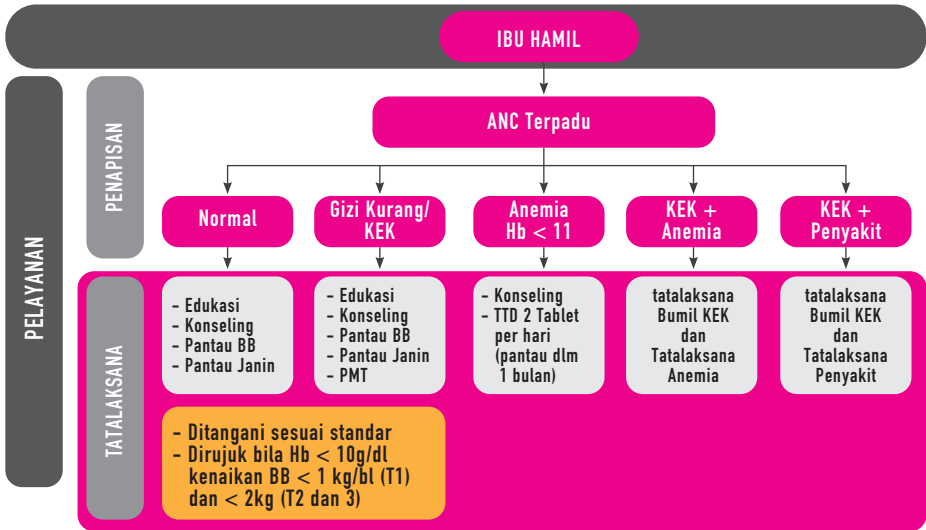 IBU HAMIL
PELAYANAN
PENAPISAN
ANC Terpadu
Normal
Gizi Kurang/
KEK
Anemia
Hb < 11
KEK +
Anemia
KEK +
Penyakit
TATALAKSANA
- Edukasi
- Konseling
- Pantau BB
- Pantau Janin
- Edukasi
- Konseling
- Pantau BB
- Pantau Janin
- PMT
- Konseling
- TTD 2 Tablet
per hari
(pantau dlm
1 bulan)
tatalaksana
Bumil KEK
dan
Tatalaksana
Anemia
tatalaksana
Bumil KEK
dan
Tatalaksana
Penyakit
- Ditangani sesuai standar
- Dirujuk bila Hb < 10g/dl
kenaikan BB < 1 kg/bl (T1)
dan < 2kg (T2 dan 3)